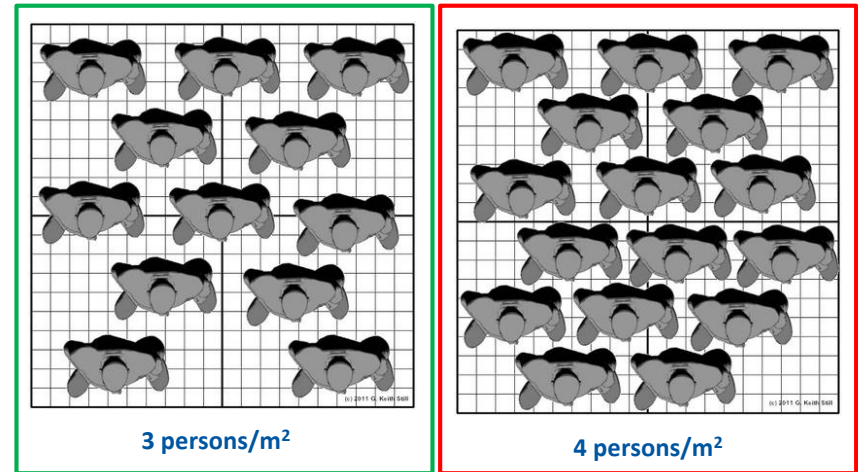 (c) 2011 G. Keith Still
3 persons/m²
(c) 2011 G. Keith Still
4 persons/m²